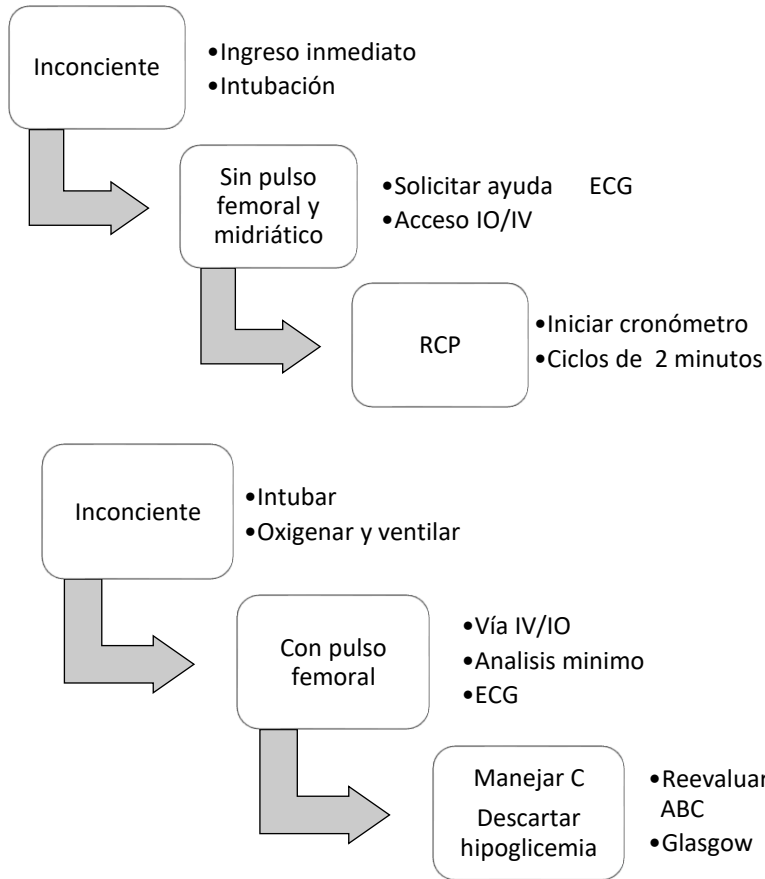 Inconciente
•Ingreso inmediato
•Intubación
Sin pulso
femoral y
midriático
•Solicitar ayuda ECG
•Acceso IO/IV
RCP
•Iniciar cronómetro
•Ciclos de 2 minutos
Inconciente
•Intubar
•Oxigenar y ventilar
Con pulso
femoral
•Vía IV/IO
•Analisis minimo
•ECG
Manejar C
Descartar
hipoglicemia
•Reevaluar
ABC
•Glasgow